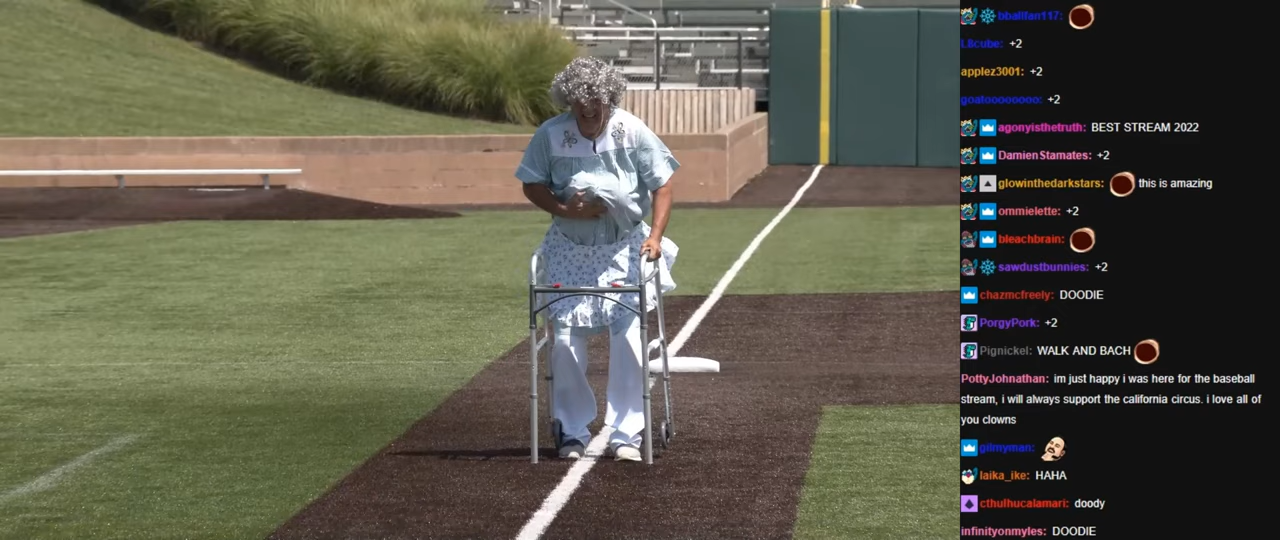 bballfan117:
LBcube: +2
applez3001: +2
goatoooooooo: +2
agonyisthetruth: BEST STREAM 2022
DamienStamates: +2
glowinthedarkstars: this is amazing
ommielette: +2
bleachbrain:
sawdustbunnies: +2
chazmcfreely: DOODIE
PorgyPork: +2
Pignickel: WALK AND BACH
PottyJohnathan: im just happy i was here for the baseball
stream, i will always support the california circus. i love all of
you clowns
gilmyman:
laika_ike: HAHA
cthulhucalamari: doody
infinityonmyles: DOODIE